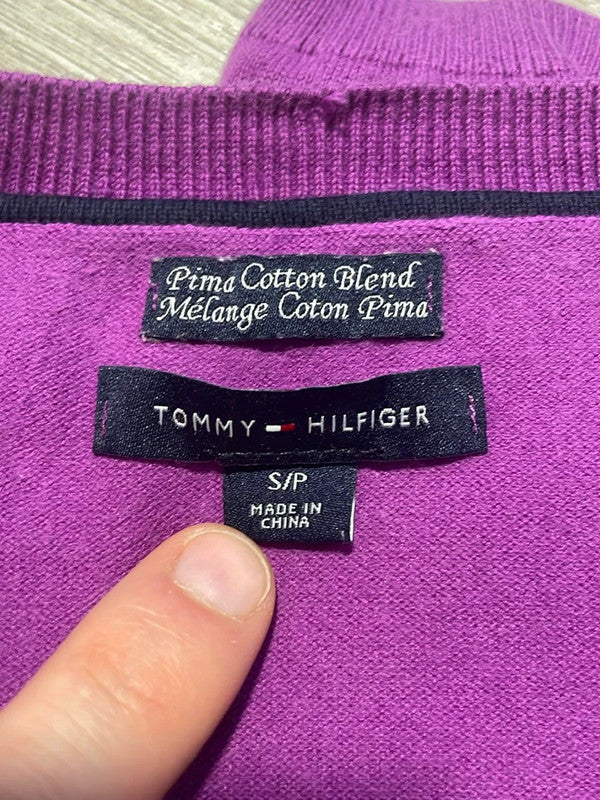 Pima Cotton Blend
Mélange Coton Pima
TOMMY HILFIGER
S/P
MADE IN
CHINA